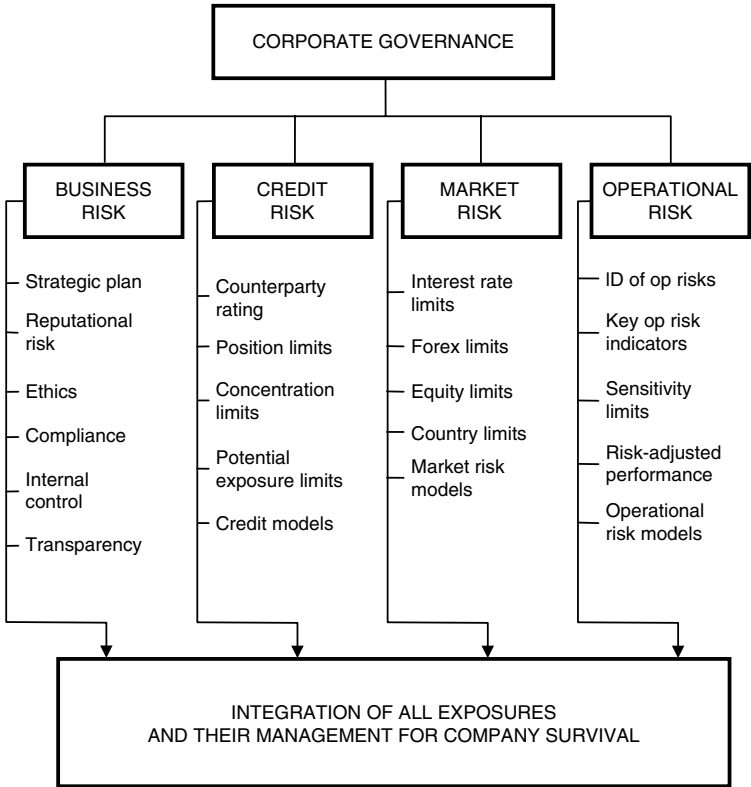 CORPORATE GOVERNANCE
BUSINESS
RISK
CREDIT
RISK
MARKET
RISK
OPERATIONAL
RISK
Strategic plan
Reputational
risk
Ethics
Compliance
Internal
control
Transparency
Counterparty
rating
Position limits
Concentration
limits
Potential
exposure limits
Credit models
Interest rate
limits
Forex limits
Equity limits
Country limits
Market risk
models
ID of op risks
Key op risk
indicators
Sensitivity
limits
Risk-adjusted
performance
Operational
risk models
INTEGRATION OF ALL EXPOSURES
AND THEIR MANAGEMENT FOR COMPANY SURVIVAL